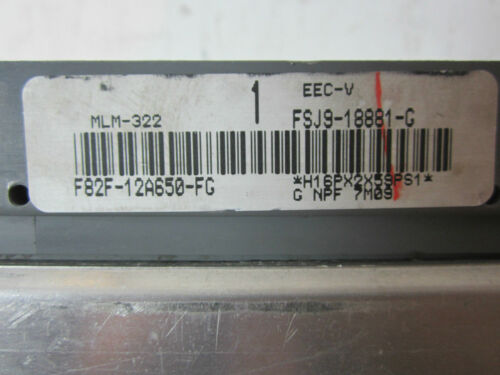 1 EEC-V
MLM-322 FSJ9-18881-G
F82F-12A650-FG *H16PX2X59PS1*
G NPF 7M09